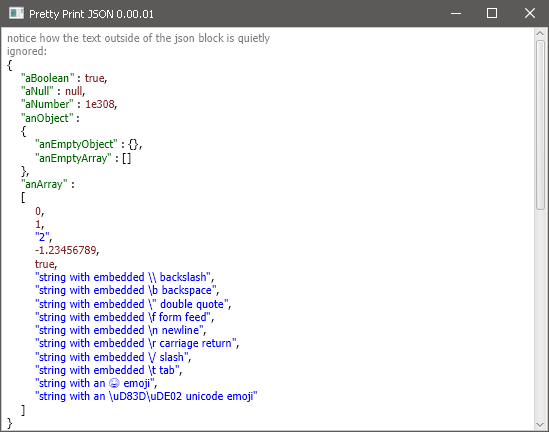 Pretty Print JSON 0.00.01
notice how the text outside of the json block is quietly
ignored:
{
"aBoolean" : true,
"aNull" : null,
"aNumber" : 1e308,
"anObject" :
{
"anEmptyObject" : {},
"anEmptyArray" : []
},
"anArray" :
[
0,
1,
"2",
-1.23456789,
true,
"string with embedded \\ backslash",
"string with embedded \b backspace",
"string with embedded \" double quote",
"string with embedded \f form feed",
"string with embedded \n newline",
"string with embedded \r carriage return",
"string with embedded \/ slash",
"string with embedded \t tab",
"string with an 😂 emoji",
"string with an \uD83D\uDE02 unicode emoji"
]
}